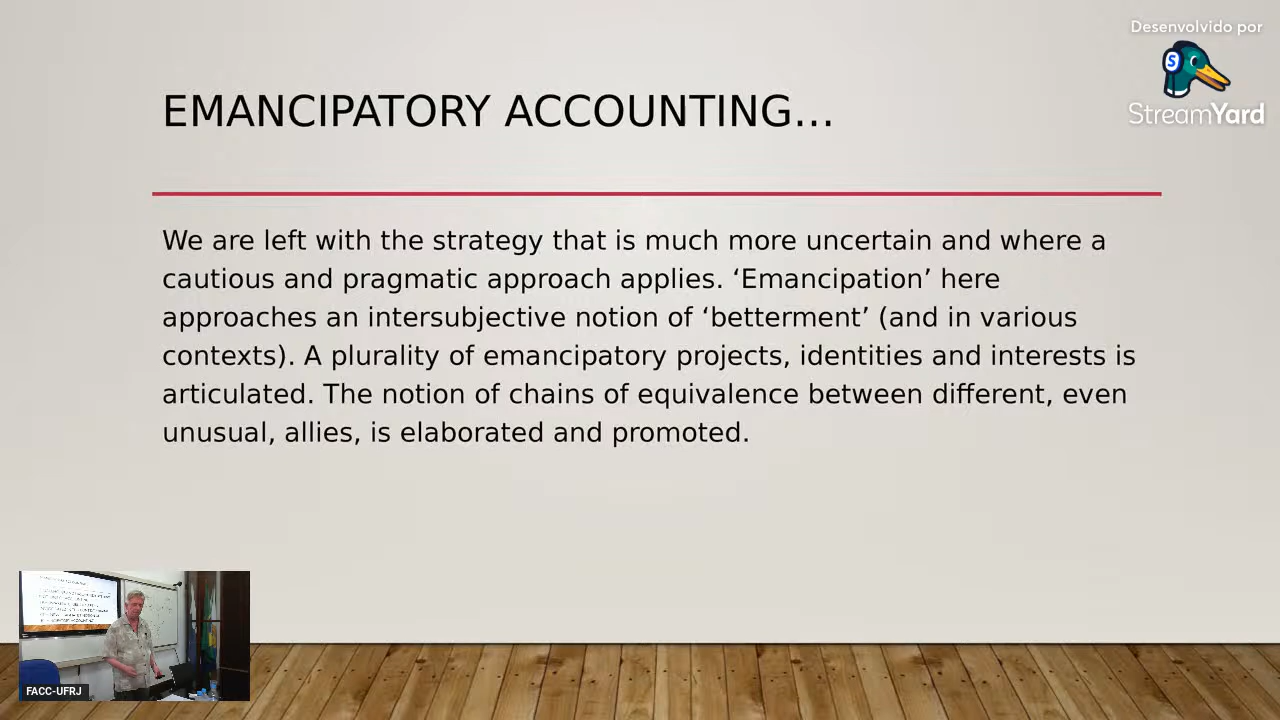 Desenvolvido por
StreamYard
EMANCIPATORY ACCOUNTING…
We are left with the strategy that is much more uncertain and where a
cautious and pragmatic approach applies. ‘Emancipation’ here
approaches an intersubjective notion of ‘betterment’ (and in various
contexts). A plurality of emancipatory projects, identities and interests is
articulated. The notion of chains of equivalence between different, even
unusual, allies, is elaborated and promoted.
FACC-UFRJ